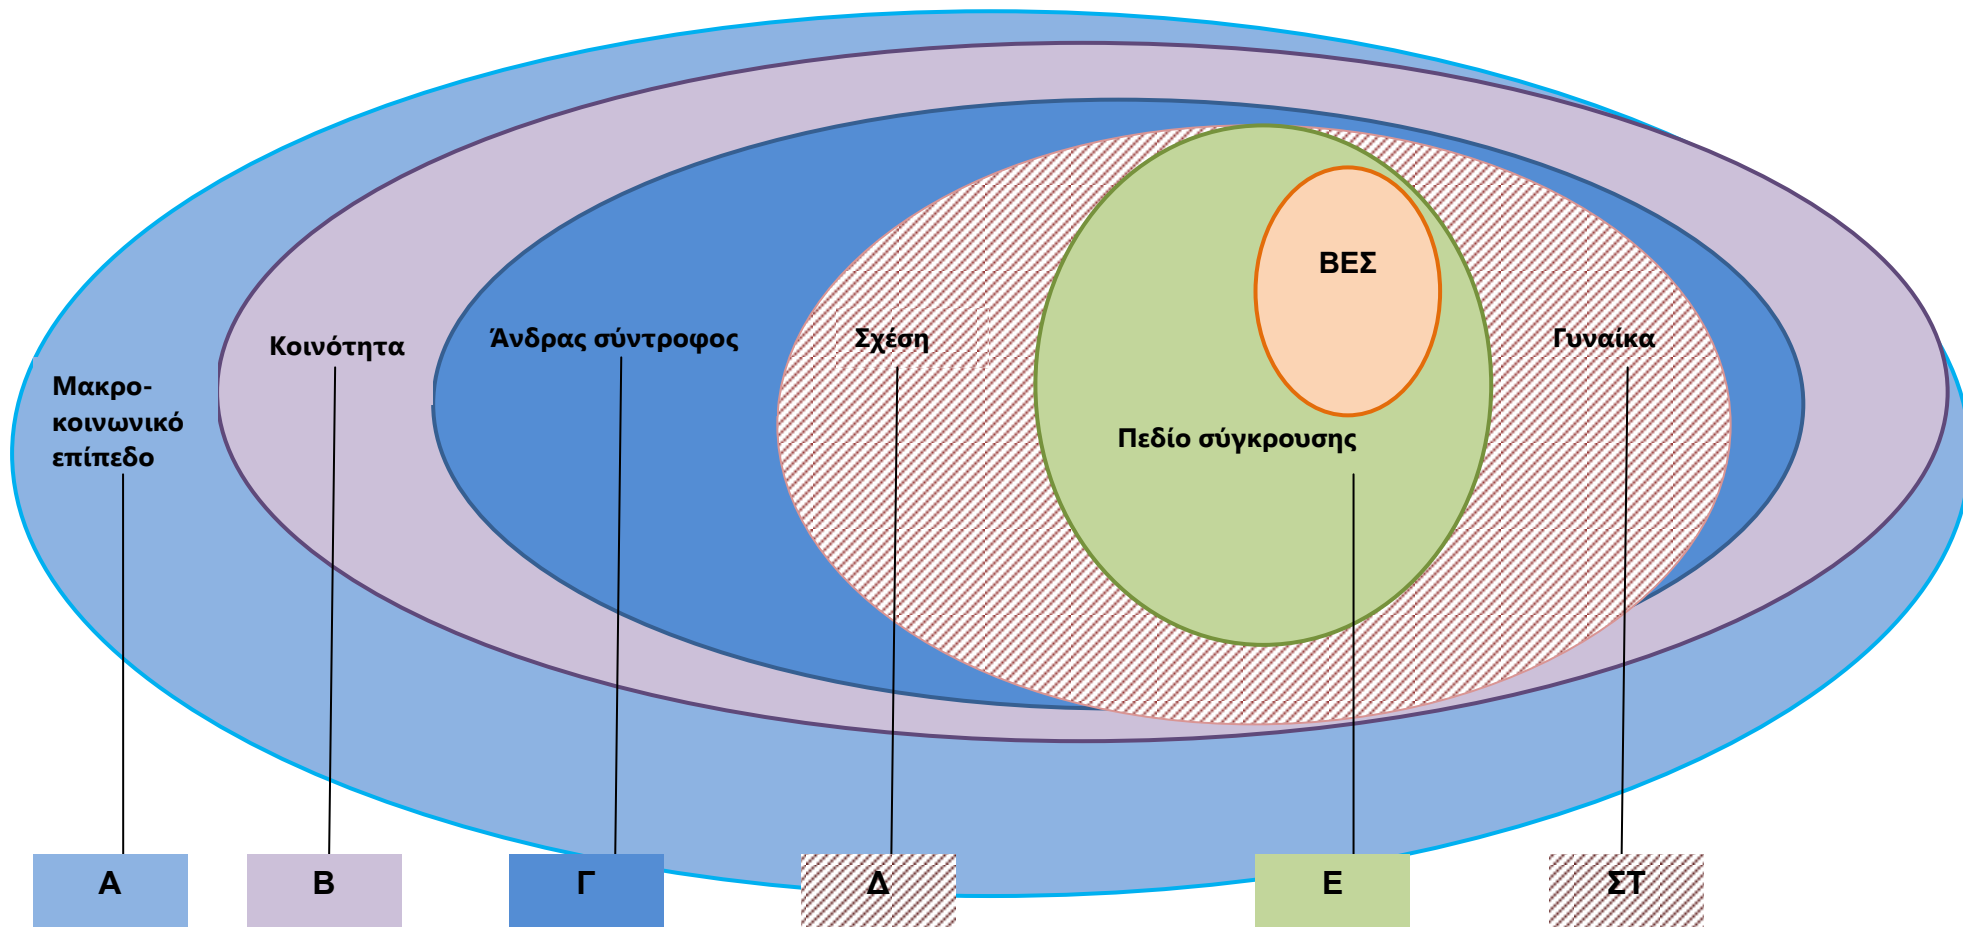 ΒΕΣ
Κοινότητα
Άνδρας σύντροφος
Σχέση
Γυναίκα
Μακρο-
κοινωνικό
επίπεδο
Πεδίο σύγκρουσης
Α
Β
Γ
Δ
Ε
ΣΤ